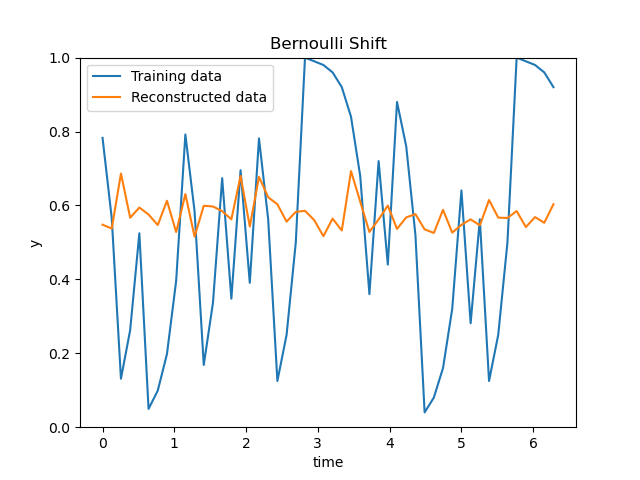 Bernoulli Shift
Training data
Reconstructed data
1.0
0.8
0.6
0.4
0.2
0.0
y
0 1 2 3 4 5 6
time